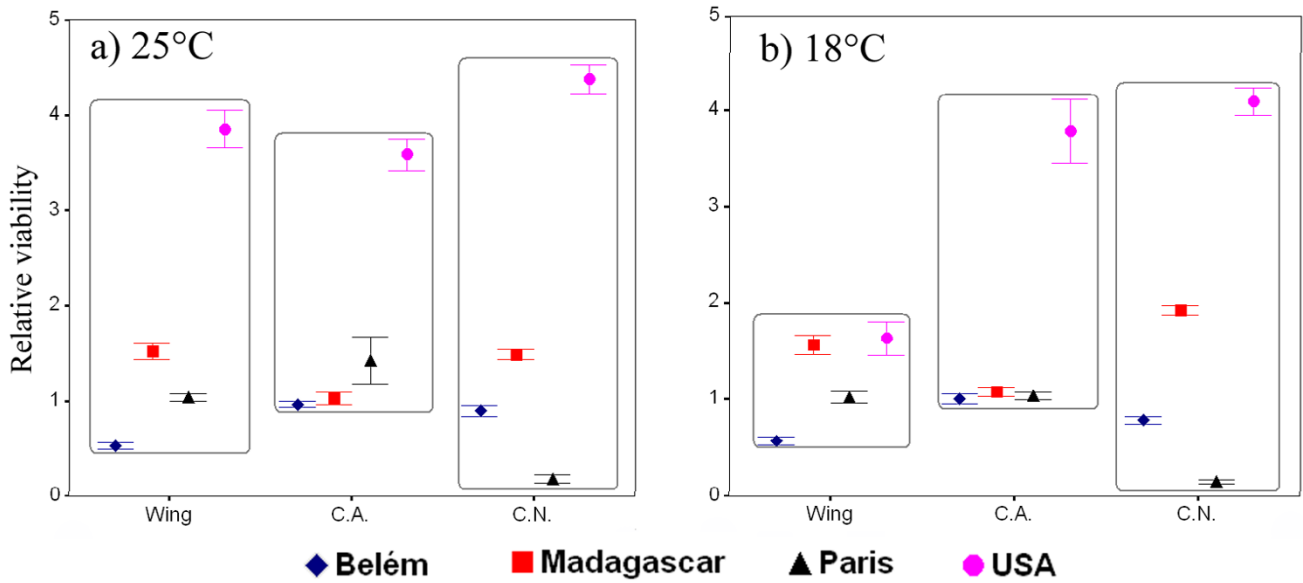 a) 25°C
Relative viability
5
4
3
2
1
0
Wing
C.A.
C.N.
b) 18°C
5
4
3
2
1
0
Wing
C.A.
C.N.
Belém
Madagascar
Paris
USA